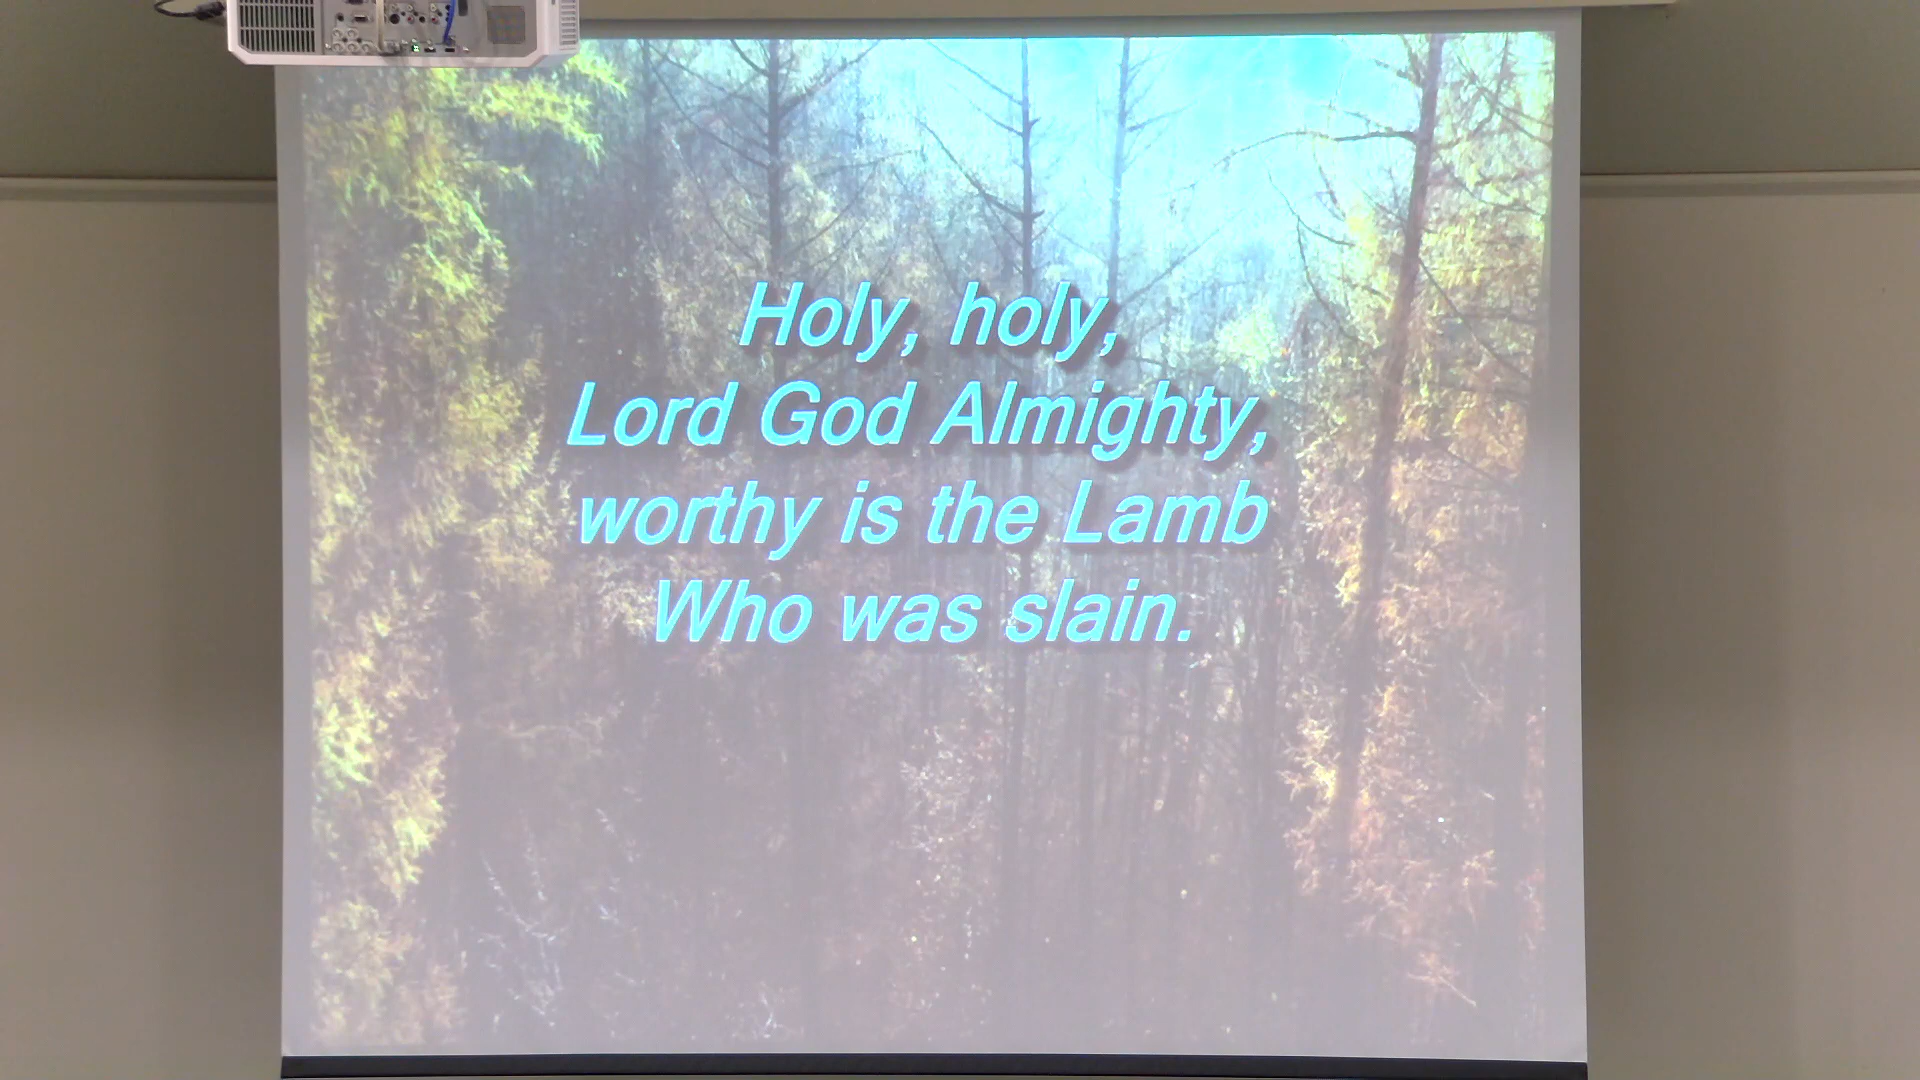 Holy, holy,
Lord God Almighty,
worthy is the Lamb
Who was slain.